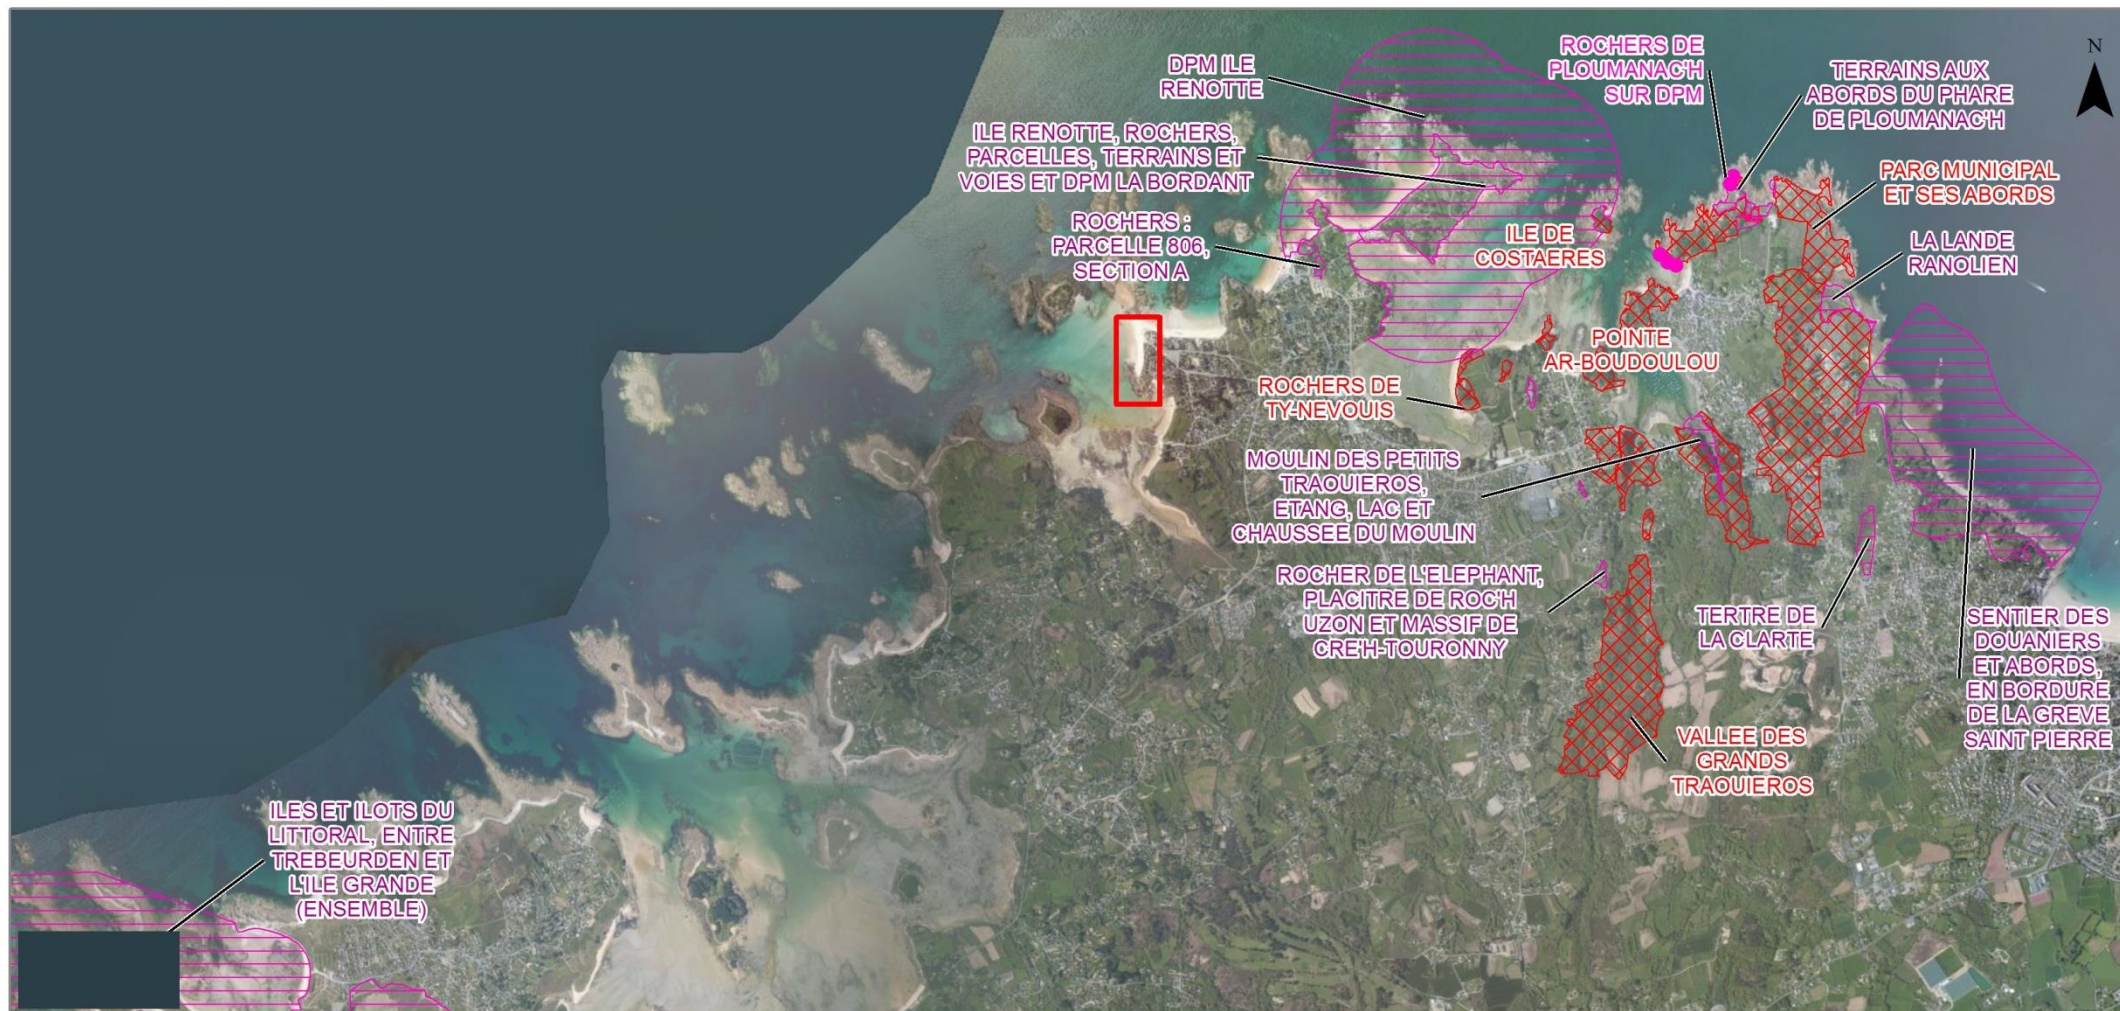 N
DPM ILE
RENOTTE
ROCHERS DE
PLOUMANAC'H
SUR DPM
TERRAINS AUX
ABORDS DU PHARE
DE PLOUMANAC'H
ILE RENOTTE, ROCHERS,
PARCELLES, TERRAINS ET
VOIES ET DPM LA BORDANT
PARC MUNICIPAL
ET SES ABORDS
ROCHERS :
PARCELLE 806,
SECTION A
ILE DE
COSTAERES
LA LANDE
RANOLIEN
POINTE
AR-BOUDOULOU
ROCHERS DE
TY-NEVOUIS
MOULIN DES PETITS
TRAOUIEROS,
ETANG, LAC ET
CHAUSSEE DU MOULIN
ROCHER DE L'ELEPHANT,
PLACITRE DE ROC'H
UZON ET MASSIF DE
CRE'H-TOURONNY
TERTRE DE
LA CLARTE
SENTIER DES
DOUANIERS
ET ABORDS,
EN BORDURE
DE LA GREVE
SAINT PIERRE
VALLEE DES
GRANDS
TRAOUIEROS
ILES ET ILOTS DU
LITTORAL, ENTRE
TREBEURDEN ET
L'ILE GRANDE
(ENSEMBLE)